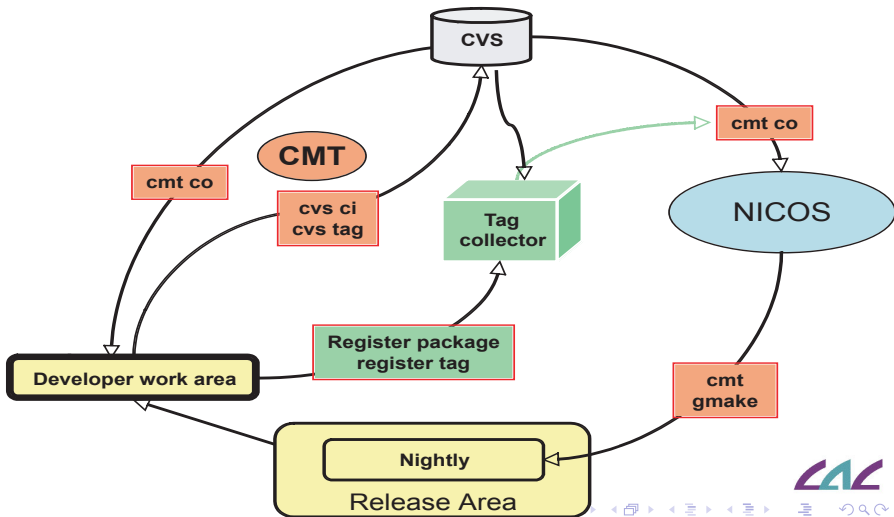 CVS
cmt co
CMT
cmt co
cvs ci
cvs tag
Tag
collector
NICOS
Register package
register tag
Developer work area
cmt
gmake
Nightly
Release Area
CAC